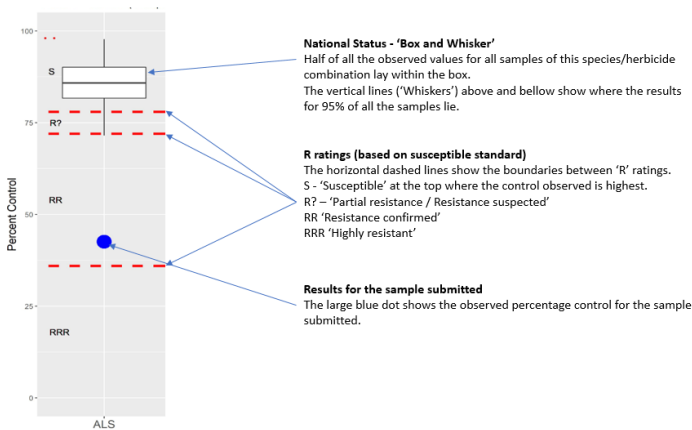 100-
National Status - ‘Box and Whisker’
Half of all the observed values for all samples of this species/herbicide
combination lay within the box.
The vertical lines (‘Whiskers’) above and bellow show where the results
for 95% of all the samples lie.
S
75-
R?
R ratings (based on susceptible standard)
The horizontal dashed lines show the boundaries between ‘R’ ratings.
S - ‘Susceptible’ at the top where the control observed is highest.
R? – ‘Partial resistance / Resistance suspected’
RR ‘Resistance confirmed’
RRR ‘Highly resistant’
RR
Percent Control
50-
Results for the sample submitted
The large blue dot shows the observed percentage control for the sample
submitted.
25-
RRR
0-
ALS